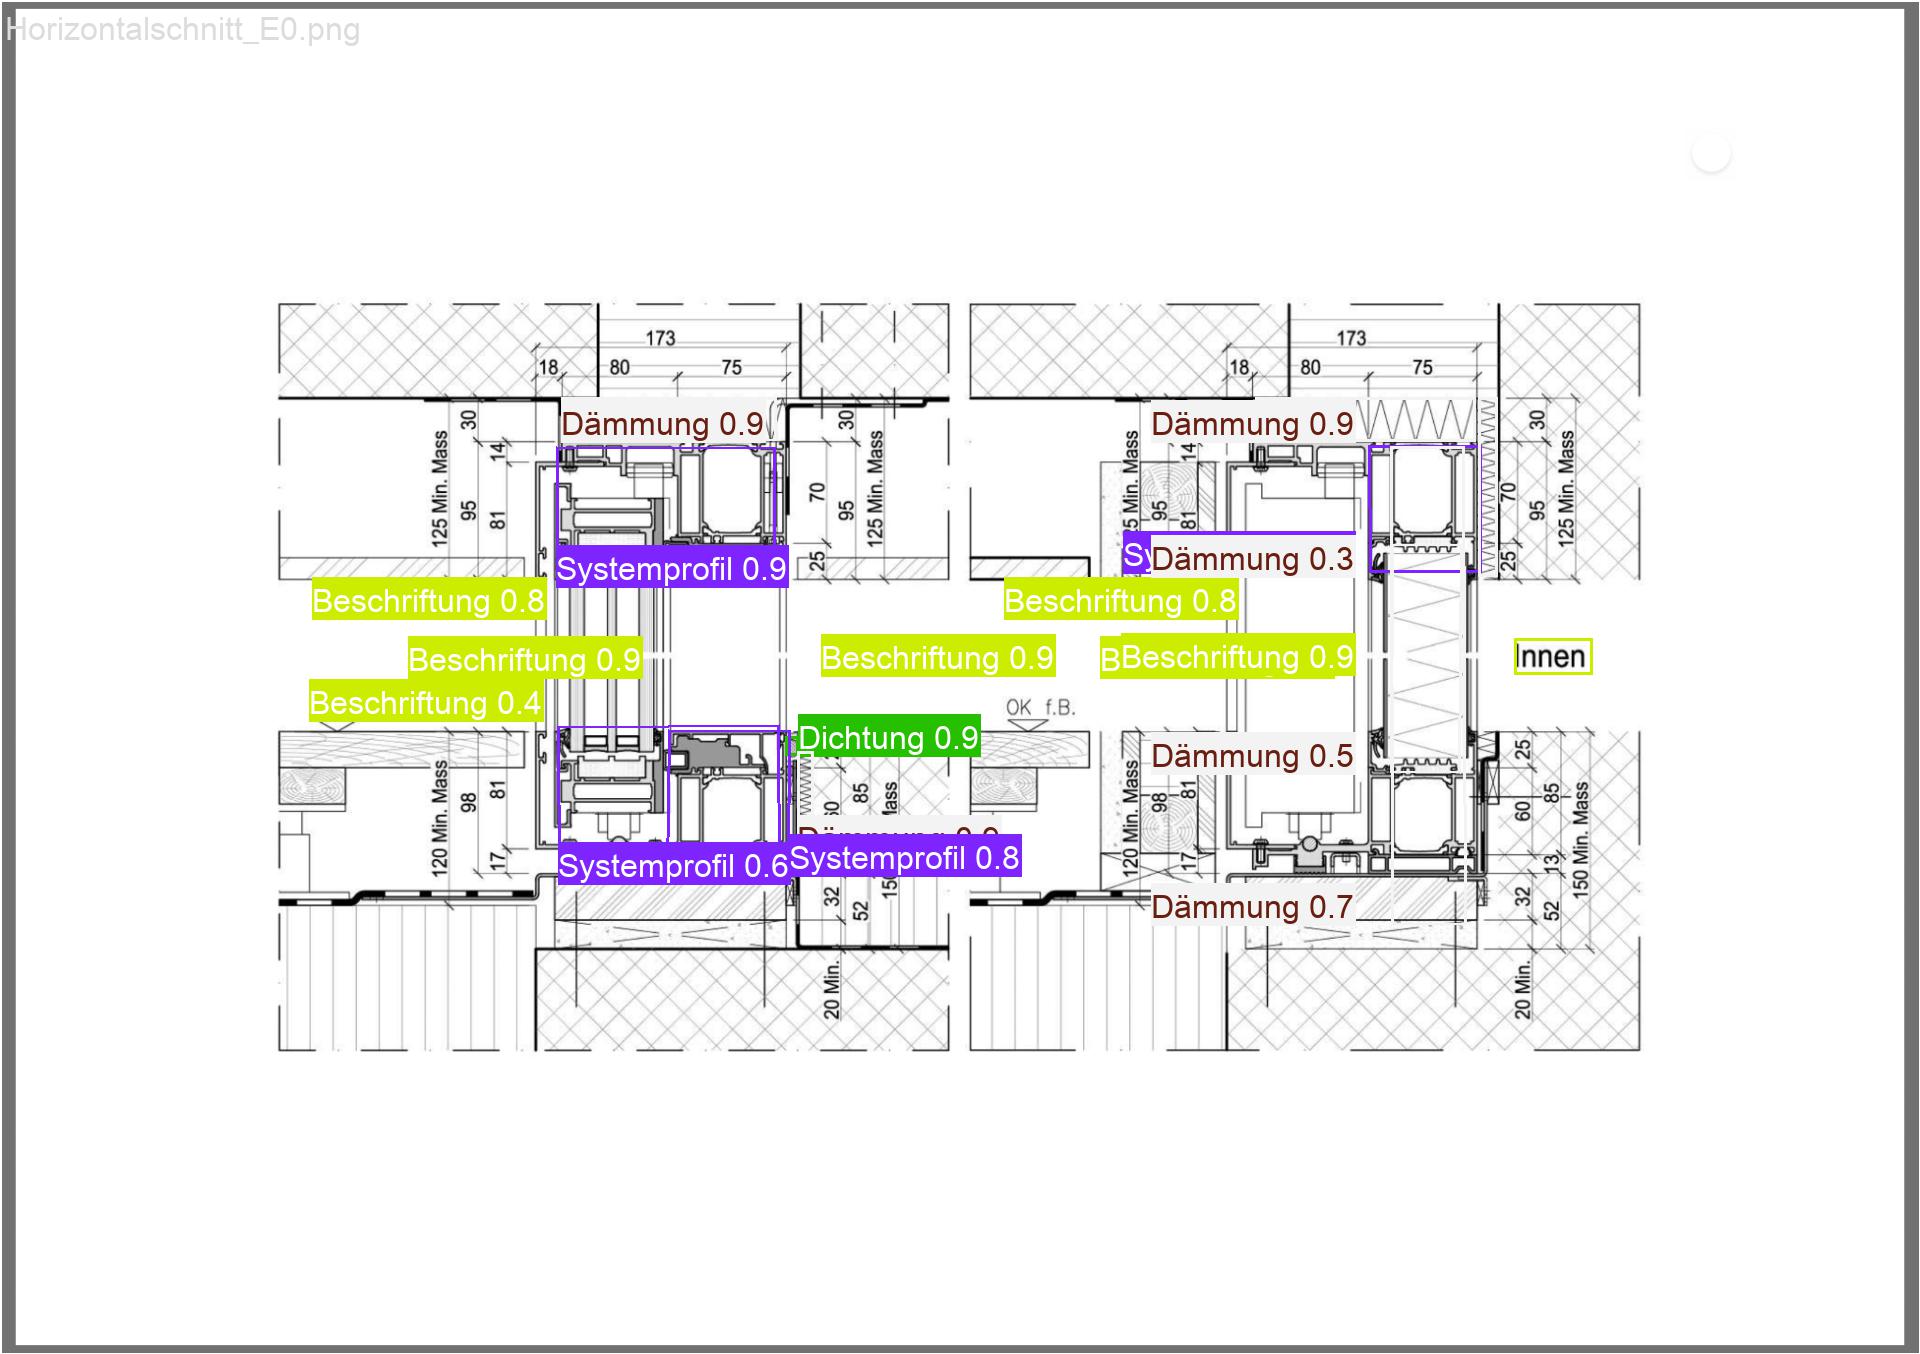 Horizontalschnitt_E0.png
173
173
18
80
75
18
80
75
Dämmung 0.9
Dämmung 0.9
125 Min. Mass
30
14
95
81
30
70
95
25
125 Min. Mass
95
14
81
30
70
95
25
125 Min. Mass
Systemprofil 0.9
Dämmung 0.3
Beschriftung 0.8
Beschriftung 0.8
Beschriftung 0.9
Beschriftung 0.9
Beschriftung 0.9
Innen
Beschriftung 0.4
OK f.B.
Dichtung 0.9
Dämmung 0.5
120 Min. Mass
98
81
17
85
120 Min. Mass
98
81
17
25
60
85
13
150 Min. Mass
Systemprofil 0.6
Systemprofil 0.8
32
52
Dämmung 0.7
32
52
20 Min.
20 Min.